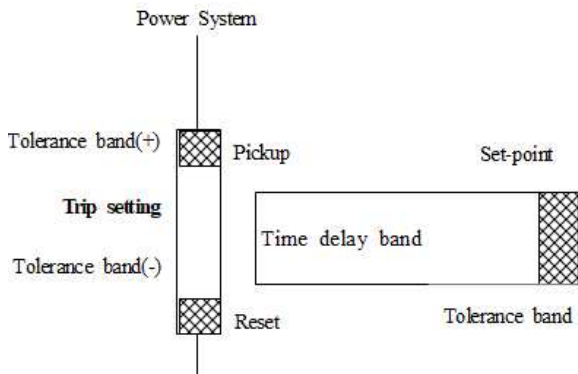 Power System
Tolerance band(+)
Pickup
Set-point
Trip setting
Time delay band
Tolerance band(-)
Reset
Tolerance band